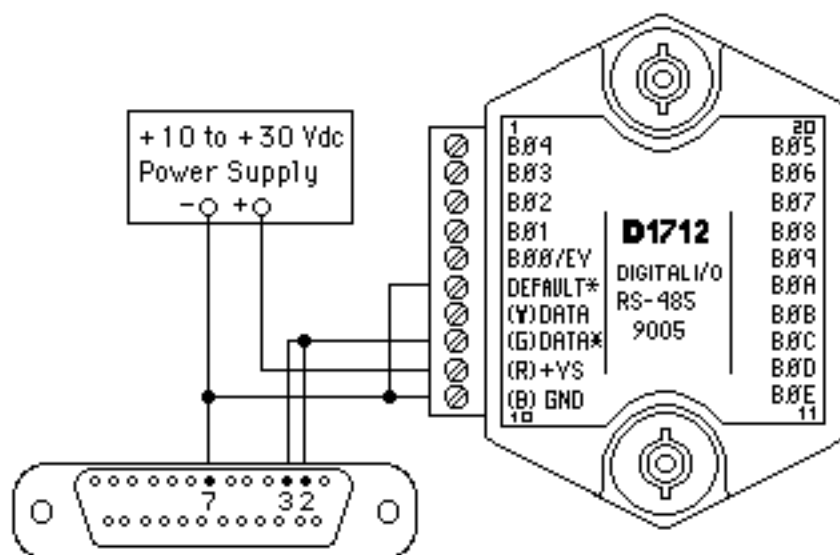 +10 to +30 Vdc
Power Supply
- +
1
B.Ø4
B.Ø3
B.Ø2
B.Ø1
B.ØØ/EV
DEFAULT*
(Y)DATA
(G)DATA*
(R)+VS
(B) GND
10
D1712
DIGITAL I/O
RS-485
9005
20
B.Ø5
B.Ø6
B.Ø7
B.Ø8
B.Ø9
B.ØA
B.ØB
B.ØC
B.ØD
B.ØE
11
7 3 2